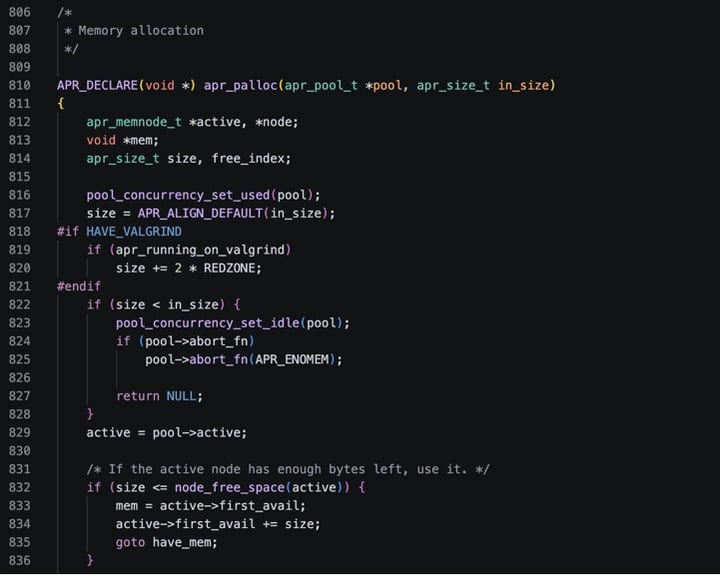 806 /*
807  * Memory allocation
808  */
809
810 APR_DECLARE(void *) apr_palloc(apr_pool_t *pool, apr_size_t in_size)
811 {
812     apr_memnode_t *active, *node;
813     void *mem;
814     apr_size_t size, free_index;
815
816     pool_concurrency_set_used(pool);
817     size = APR_ALIGN_DEFAULT(in_size);
818 #if HAVE_VALGRIND
819     if (apr_running_on_valgrind)
820         size += 2 * REDZONE;
821 #endif
822     if (size < in_size) {
823         pool_concurrency_set_idle(pool);
824         if (pool->abort_fn)
825             pool->abort_fn(APR_ENOMEM);
826
827         return NULL;
828     }
829     active = pool->active;
830
831     /* If the active node has enough bytes left, use it. */
832     if (size <= node_free_space(active)) {
833         mem = active->first_avail;
834         active->first_avail += size;
835         goto have_mem;
836     }